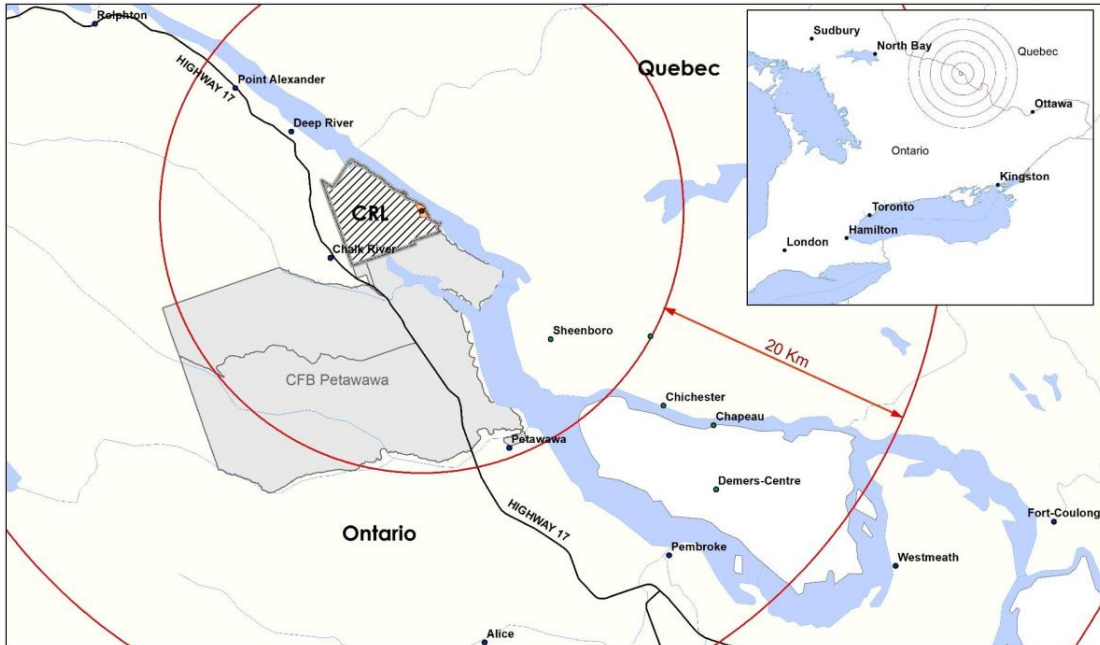 Rolphton
HIGHWAY 17
Point Alexander
Deep River
Quebec
CRL
Chalk River
CFB Petawawa
Sheenboro
20 Km
Chichester
Chapeau
Petawawa
Demers-Centre
HIGHWAY 17
Ontario
Pembroke
Fort-Coulonge
Westmeath
Alice
Sudbury
North Bay
Quebec
Ottawa
Ontario
Kingston
Toronto
Hamilton
London